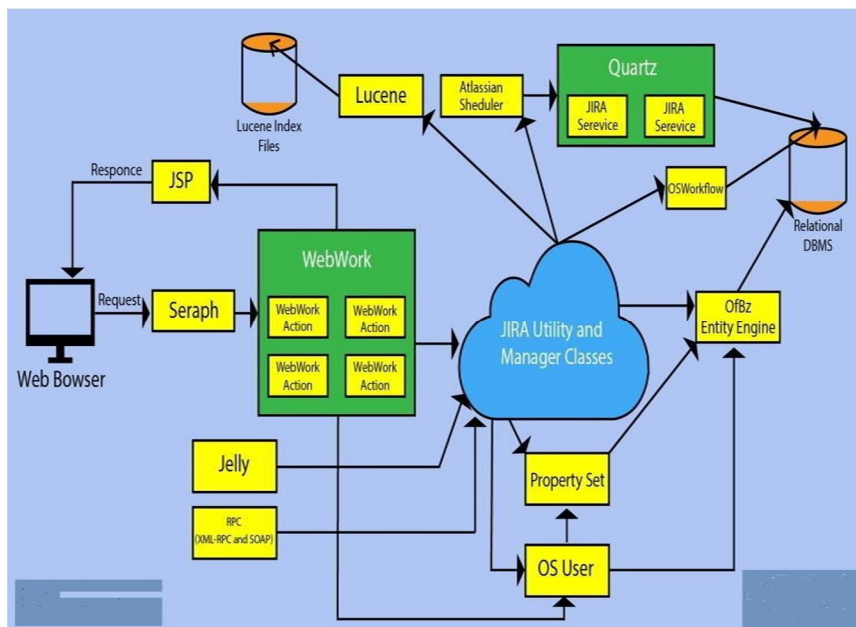 Quartz
JIRA
Serevice
JIRA
Serevice
Atlassian
Sheduler
Lucene
Lucene Index
Files
OSWorkflow
Relational
DBMS
Responce
JSP
WebWork
WebWork
Action
WebWork
Action
WebWork
Action
WebWork
Action
Request
Seraph
Web Bowser
JIRA Utility and
Manager Classes
OfBz
Entity Engine
Jelly
Property Set
RPC
(XML-RPC and SOAP)
OS User